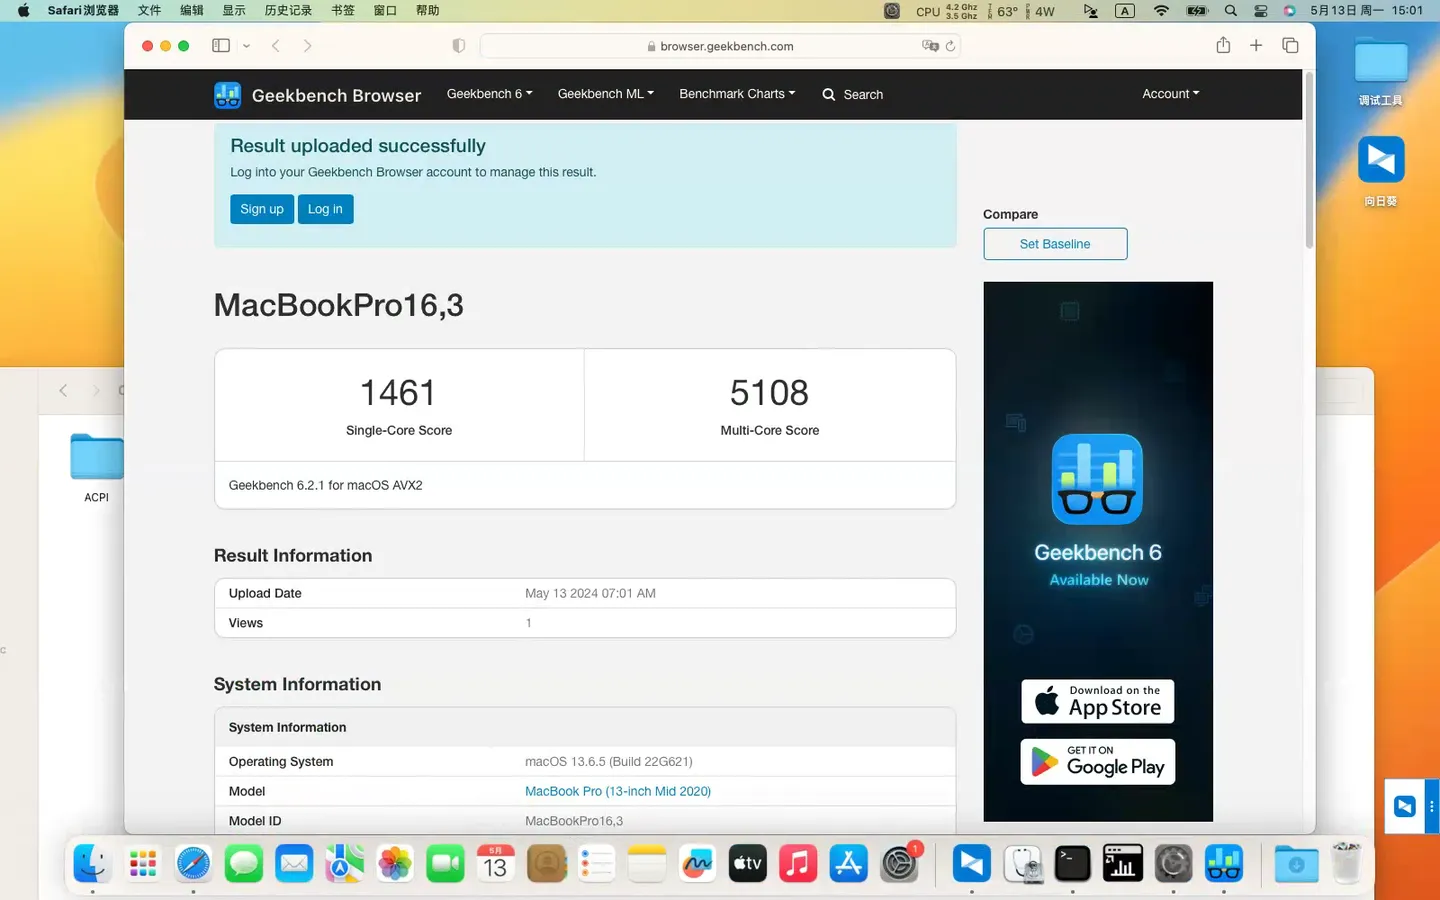 Safari浏览器 文件 编辑 显示 历史记录 书签 窗口 帮助
CPU 4.2 Ghz 3.5 Ghz 63° 4W A 5月13日 周一 15:01
browser.geekbench.com
Geekbench Browser Geekbench 6 Geekbench ML Benchmark Charts Search Account
调试工具
向日葵
Result uploaded successfully
Log into your Geekbench Browser account to manage this result.
Sign up Log in
Compare
Set Baseline
MacBookPro16,3
1461 5108
Single-Core Score Multi-Core Score
Geekbench 6.2.1 for macOS AVX2
ACPI
Result Information
Upload Date May 13 2024 07:01 AM
Views 1
System Information
System Information
Operating System macOS 13.6.5 (Build 22G621)
Model MacBook Pro (13-inch Mid 2020)
Model ID MacBookPro16,3
Geekbench 6
Available Now
Download on the
App Store
GET IT ON
Google Play
5月
13
tv
1